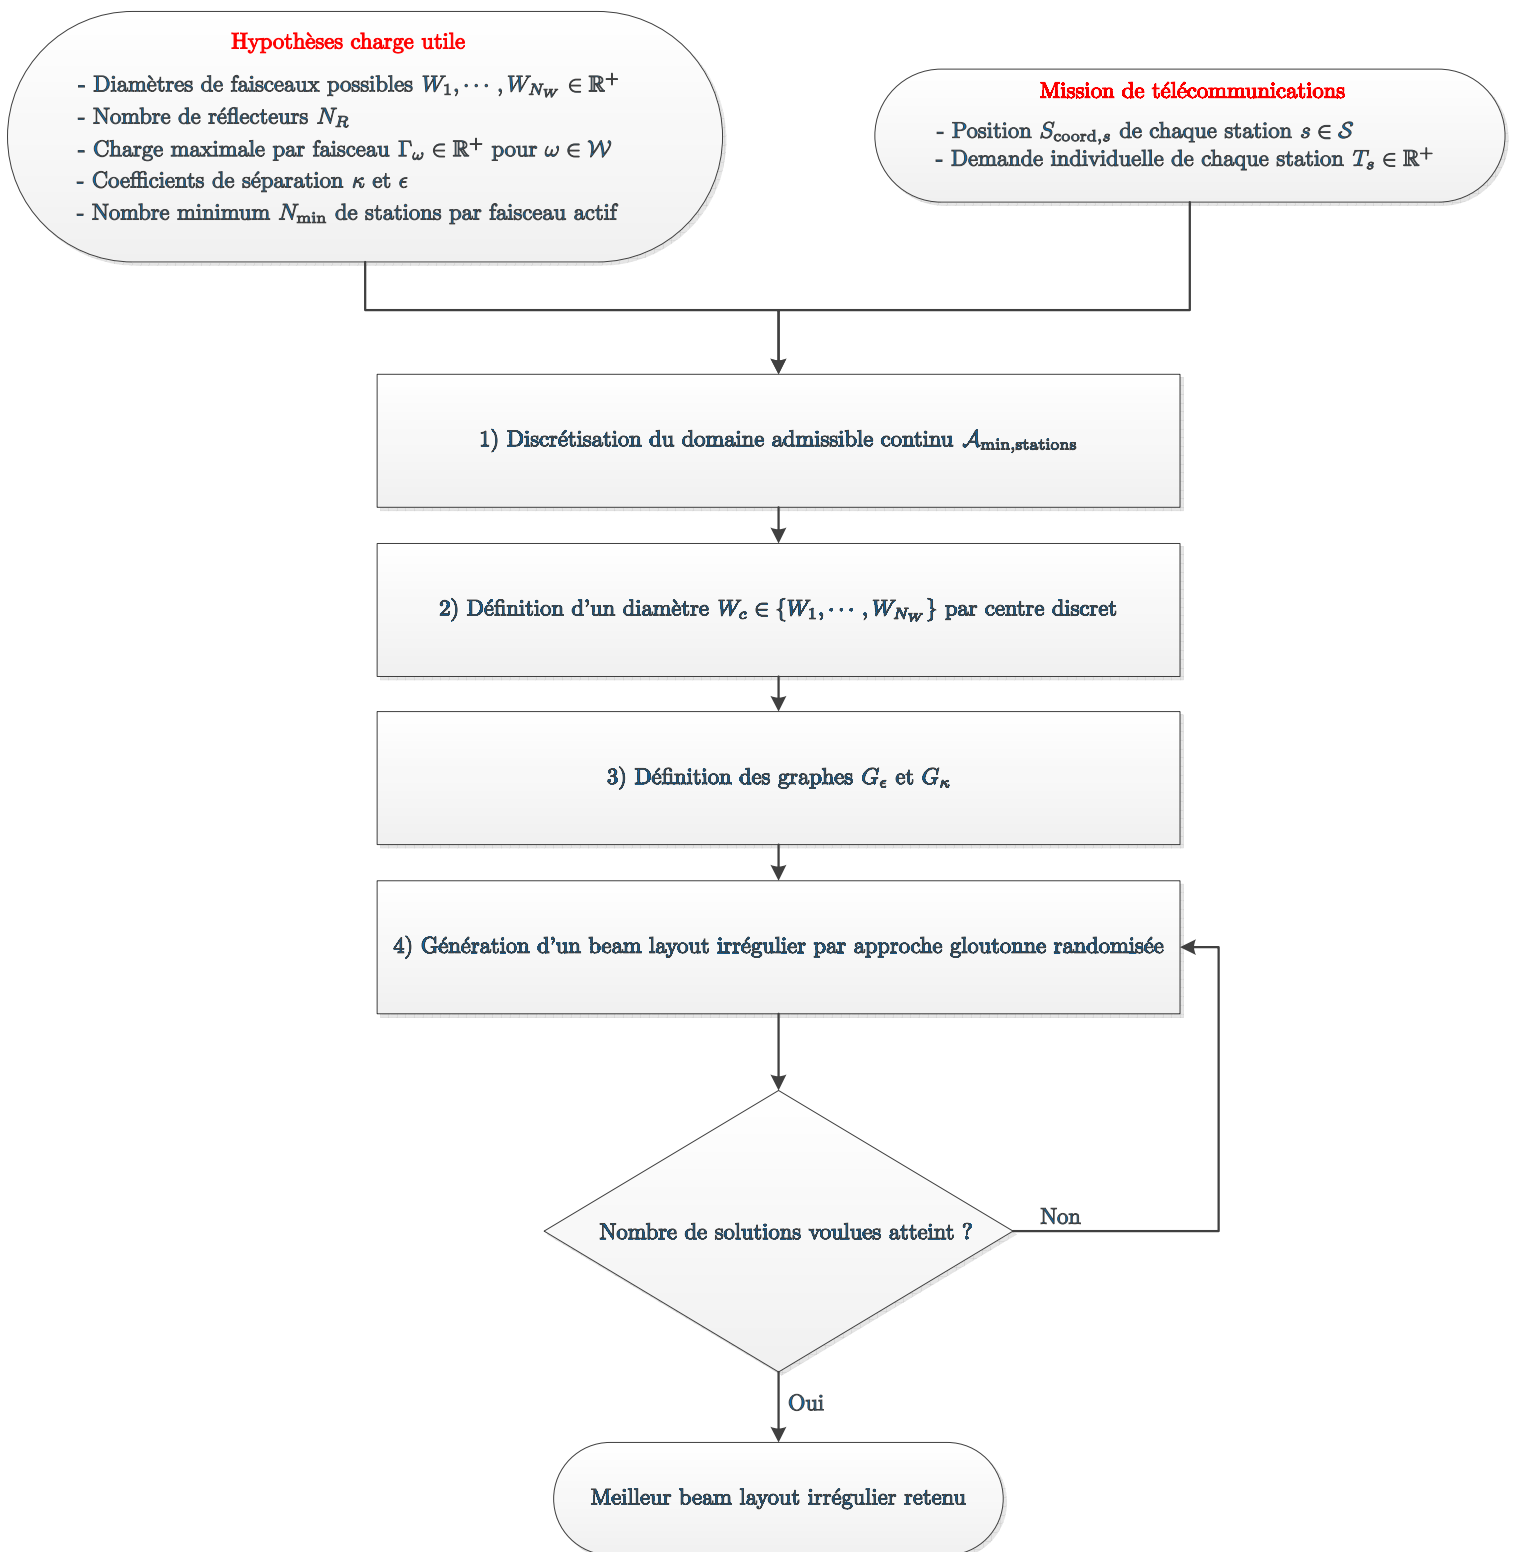 Hypothèses charge utile
- Diamètres de faisceaux possibles $W_1, \cdots, W_{N_W} \in \mathbb{R}^+$
- Nombre de réflecteurs $N_R$
- Charge maximale par faisceau $\Gamma_\omega \in \mathbb{R}^+$ pour $\omega \in \mathcal{W}$
- Coefficients de séparation $\kappa$ et $\epsilon$
- Nombre minimum $N_{\min}$ de stations par faisceau actif
Mission de télécommunications
- Position $S_{\text{coord},s}$ de chaque station $s \in \mathcal{S}$
- Demande individuelle de chaque station $T_s \in \mathbb{R}^+$
1) Discrétisation du domaine admissible continu $\mathcal{A}_{\text{min,stations}}$
2) Définition d'un diamètre $W_c \in \{W_1, \cdots, W_{N_W}\}$ par centre discret
3) Définition des graphes $G_\epsilon$ et $G_\kappa$
4) Génération d'un beam layout irrégulier par approche gloutonne randomisée
Nombre de solutions voulues atteint ?
Non
Oui
Meilleur beam layout irrégulier retenu